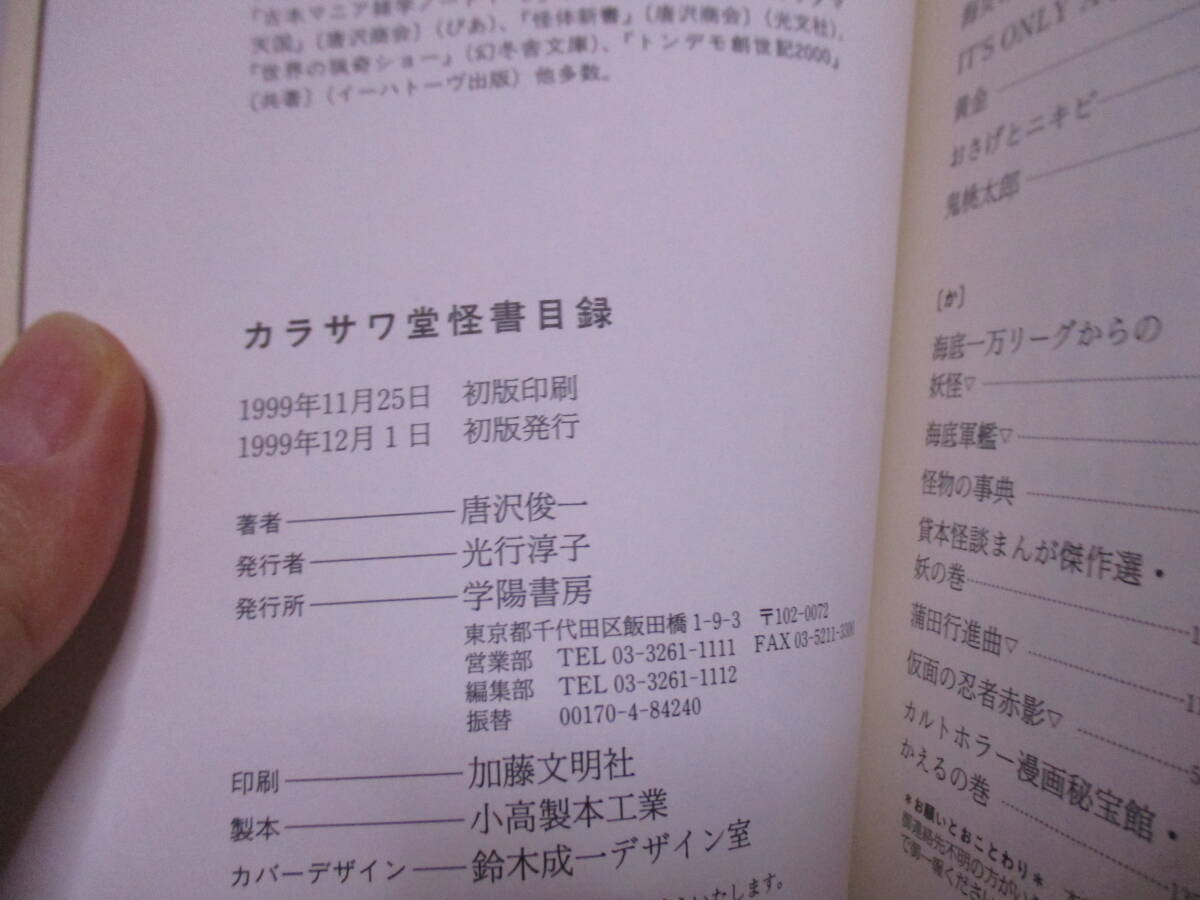 天国』〔唐沢商会〕（ぴあ）、『怪体新書』〔唐沢商会〕（光文社）、
『世界の猟奇ショー』（幻冬舎文庫）、『トンデモ創世記2000』
〔共著〕（イーハトーヴ出版）他多数。
カラサワ堂怪書目録
1999年11月25日 初版印刷
1999年12月1日 初版発行
著者 唐沢俊一
発行者 光行淳子
発行所 学陽書房
東京都千代田区飯田橋1-9-3 〒102-0072
営業部 TEL 03-3261-1111 FAX 03-5211-3300
編集部 TEL 03-3261-1112
振替 00170-4-84240
印刷 加藤文明社
製本 小高製本工業
カバーデザイン 鈴木成一デザイン室
IT'S ONLY A
黄金
おさげとニキビ
鬼桃太郎
〔か〕
海底一万リーグからの
妖怪▽
海底軍艦▽
怪物の事典
貸本怪談まんが傑作選・
妖の巻
蒲田行進曲▽
仮面の忍者赤影▽
カルトホラー漫画秘宝館・
かえるの巻
＊お願いとおことわり＊